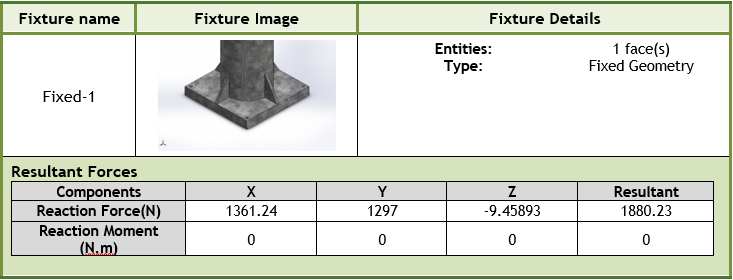 Fixture name Fixture Image Fixture Details
Fixed-1
Entities: 1 face(s)
Type: Fixed Geometry
Resultant Forces
Components X Y Z Resultant
Reaction Force(N) 1361.24 1297 -9.45893 1880.23
Reaction Moment
(N.m) 0 0 0 0